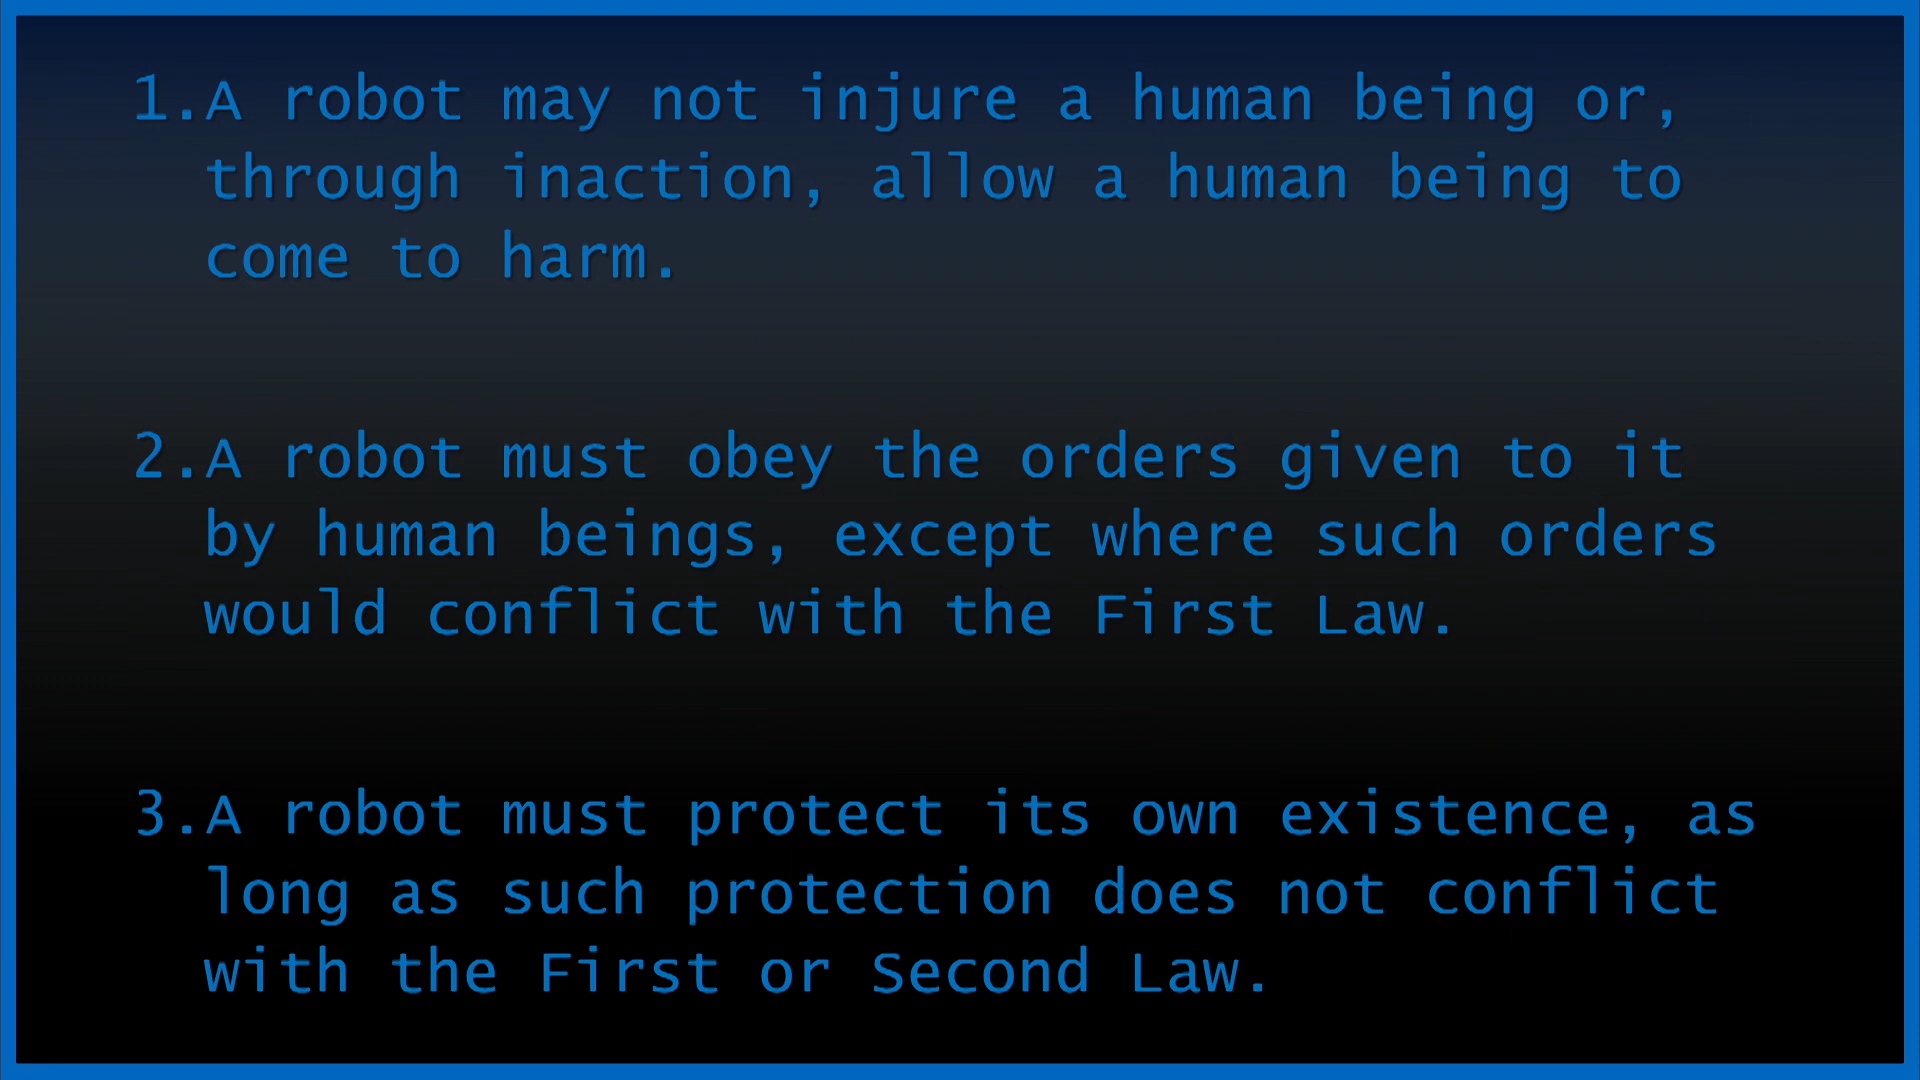 1.A robot may not injure a human being or,
through inaction, allow a human being to
come to harm.
2.A robot must obey the orders given to it
by human beings, except where such orders
would conflict with the First Law.
3.A robot must protect its own existence, as
long as such protection does not conflict
with the First or Second Law.